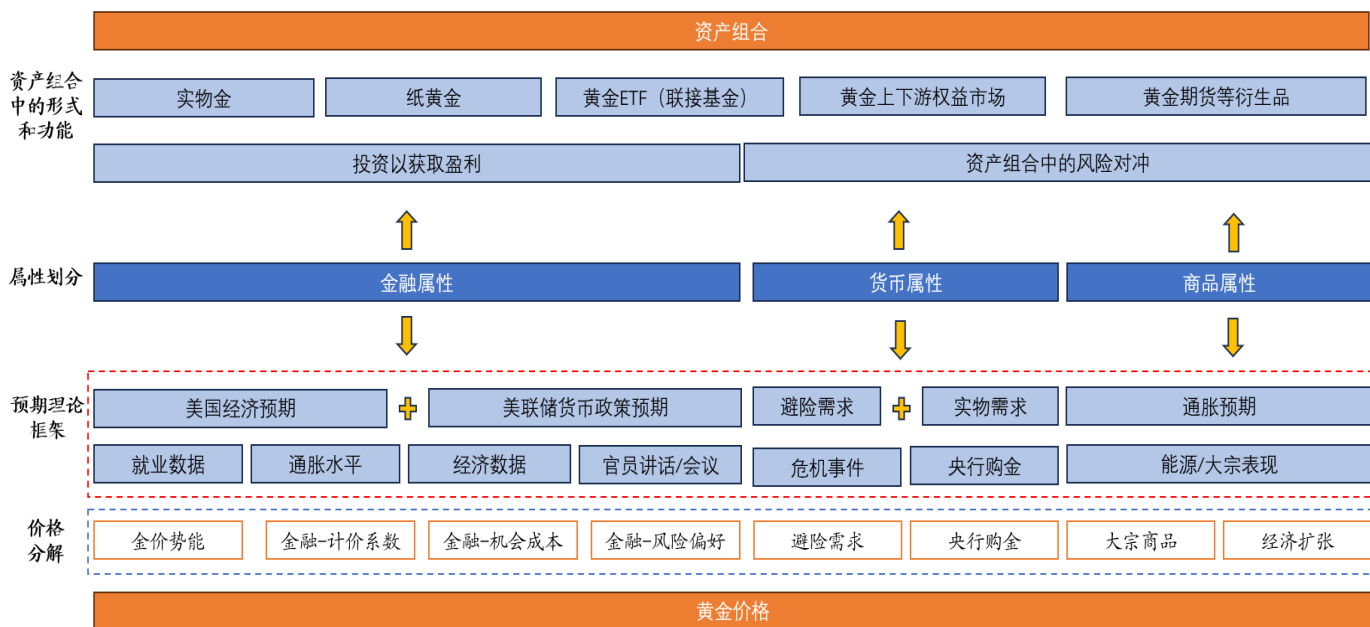 资产组合
资产组合
中的形式
和功能
实物金
纸黄金
黄金ETF（联接基金）
黄金上下游权益市场
黄金期货等衍生品
投资以获取盈利
资产组合中的风险对冲
属性划分
金融属性
货币属性
商品属性
预期理论
框架
美国经济预期
美联储货币政策预期
避险需求
实物需求
通胀预期
就业数据
通胀水平
经济数据
官员讲话/会议
危机事件
央行购金
能源/大宗表现
价格
分解
金价势能
金融-计价系数
金融-机会成本
金融-风险偏好
避险需求
央行购金
大宗商品
经济扩张
黄金价格